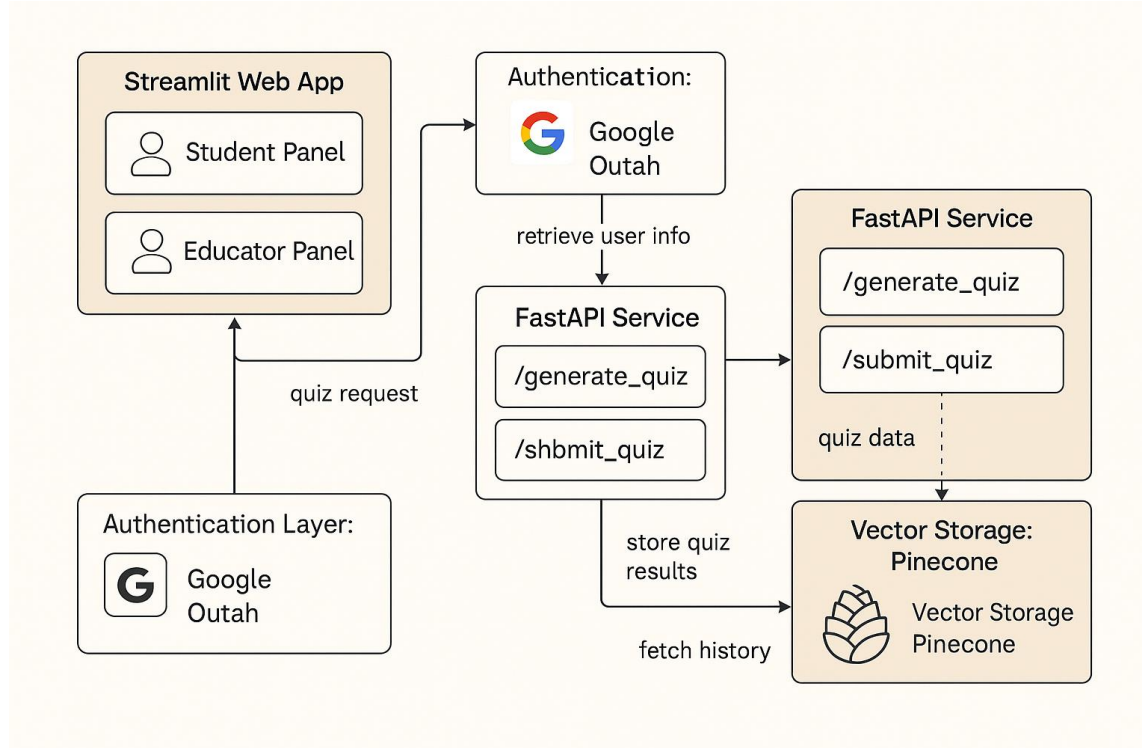 Streamlit Web App
Student Panel
Educator Panel
quiz request
Authentication Layer:
Google
Outah
Authentication:
Google
Outah
retrieve user info
FastAPI Service
/generate_quiz
/shbmit_quiz
store quiz
results
fetch history
FastAPI Service
/generate_quiz
/submit_quiz
quiz data
Vector Storage:
Pinecone
Vector Storage
Pinecone